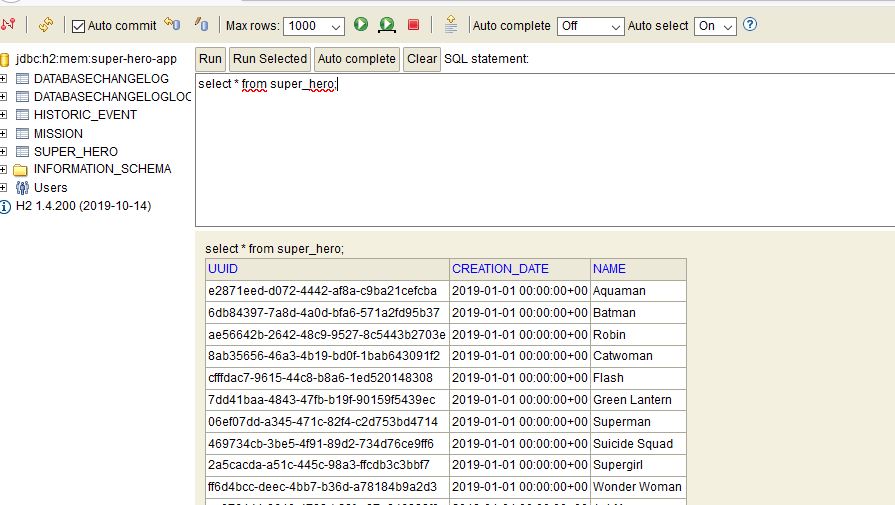 Auto commit Max rows: 1000 Auto complete Off Auto select On
jdbc:h2:mem:super-hero-app
DATABASECHANGELOG
DATABASECHANGELOGLOC
HISTORIC_EVENT
MISSION
SUPER_HERO
INFORMATION_SCHEMA
Users
H2 1.4.200 (2019-10-14)
Run Run Selected Auto complete Clear SQL statement:
select * from super_hero;
select * from super_hero;
UUID CREATION_DATE NAME
e2871eed-d072-4442-af8a-c9ba21cefcba 2019-01-01 00:00:00+00 Aquaman
6db84397-7a8d-4a0d-bfa6-571a2fd95b37 2019-01-01 00:00:00+00 Batman
ae56642b-2642-48c9-9527-8c5443b2703e 2019-01-01 00:00:00+00 Robin
8ab35656-46a3-4b19-bd0f-1bab643091f2 2019-01-01 00:00:00+00 Catwoman
cfffdac7-9615-44c8-b8a6-1ed520148308 2019-01-01 00:00:00+00 Flash
7dd41baa-4843-47fb-b19f-90159f5439ec 2019-01-01 00:00:00+00 Green Lantern
06ef07dd-a345-471c-82f4-c2d753bd4714 2019-01-01 00:00:00+00 Superman
469734cb-3be5-4f91-89d2-734d76ce9ff6 2019-01-01 00:00:00+00 Suicide Squad
2a5cacda-a51c-445c-98a3-ffcdb3c3bbf7 2019-01-01 00:00:00+00 Supergirl
ff6d4bcc-deec-4bb7-b36d-a78184b9a2d3 2019-01-01 00:00:00+00 Wonder Woman